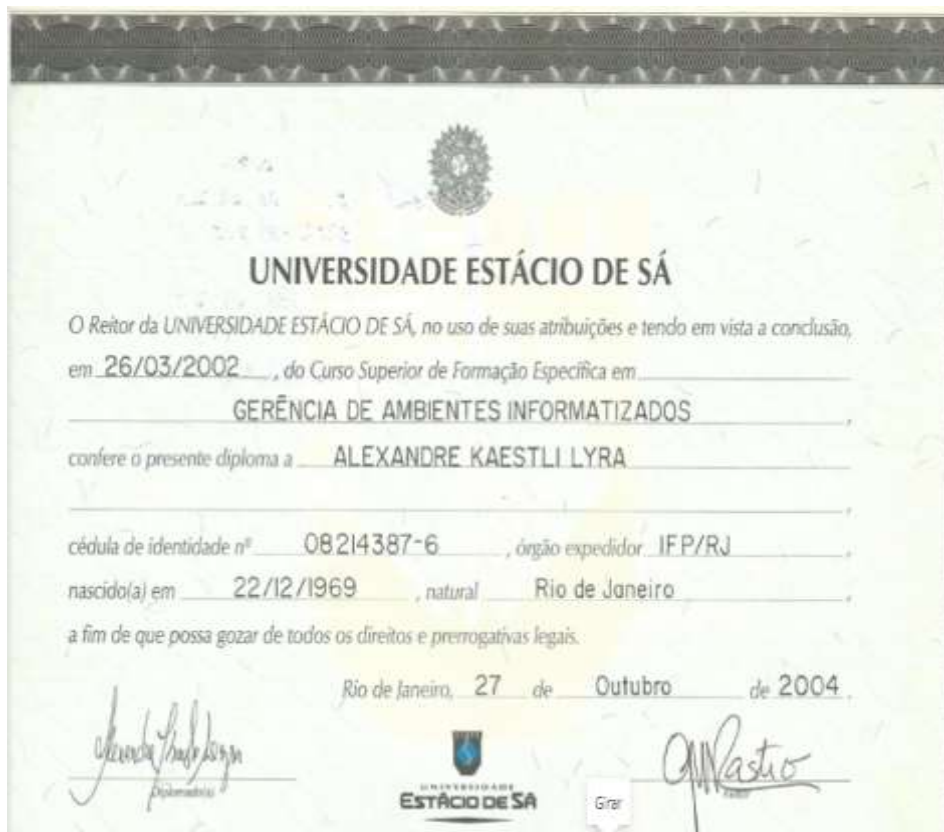 UNIVERSIDADE ESTÁCIO DE SÁ
O Reitor da UNIVERSIDADE ESTÁCIO DE SÁ, no uso de suas atribuições e tendo em vista a conclusão,
em 26/03/2002, do Curso Superior de Formação Específica em
GERÊNCIA DE AMBIENTES INFORMATIZADOS,
confere o presente diploma a ALEXANDRE KAESTLI LYRA
,
cédula de identidade nº 08214387-6, órgão expedidor IFP/RJ,
nascido(a) em 22/12/1969, natural Rio de Janeiro,
a fim de que possa gozar de todos os direitos e prerrogativas legais.
Rio de Janeiro, 27 de Outubro de 2004.
Diplomado(a)
UNIVERSIDADE
ESTÁCIO DE SÁ
Girar